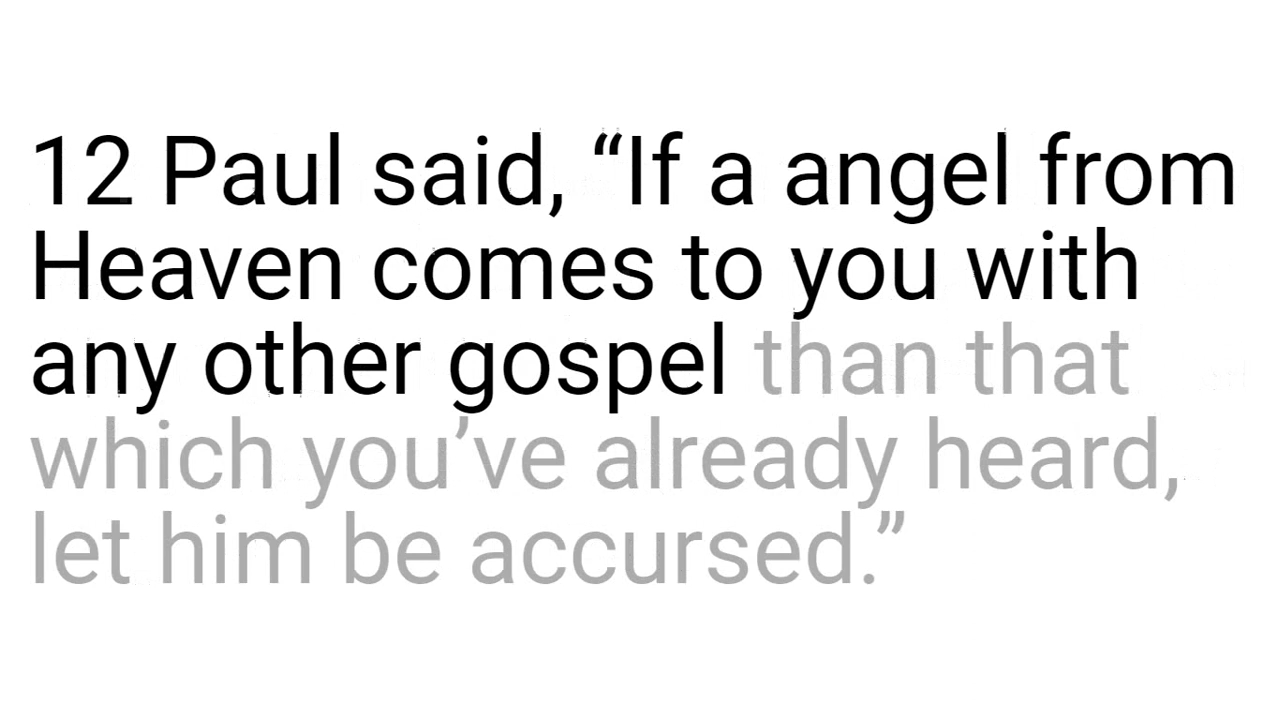 12 Paul said, “If a angel from
Heaven comes to you with
any other gospel than that
which you’ve already heard,
let him be accursed.”